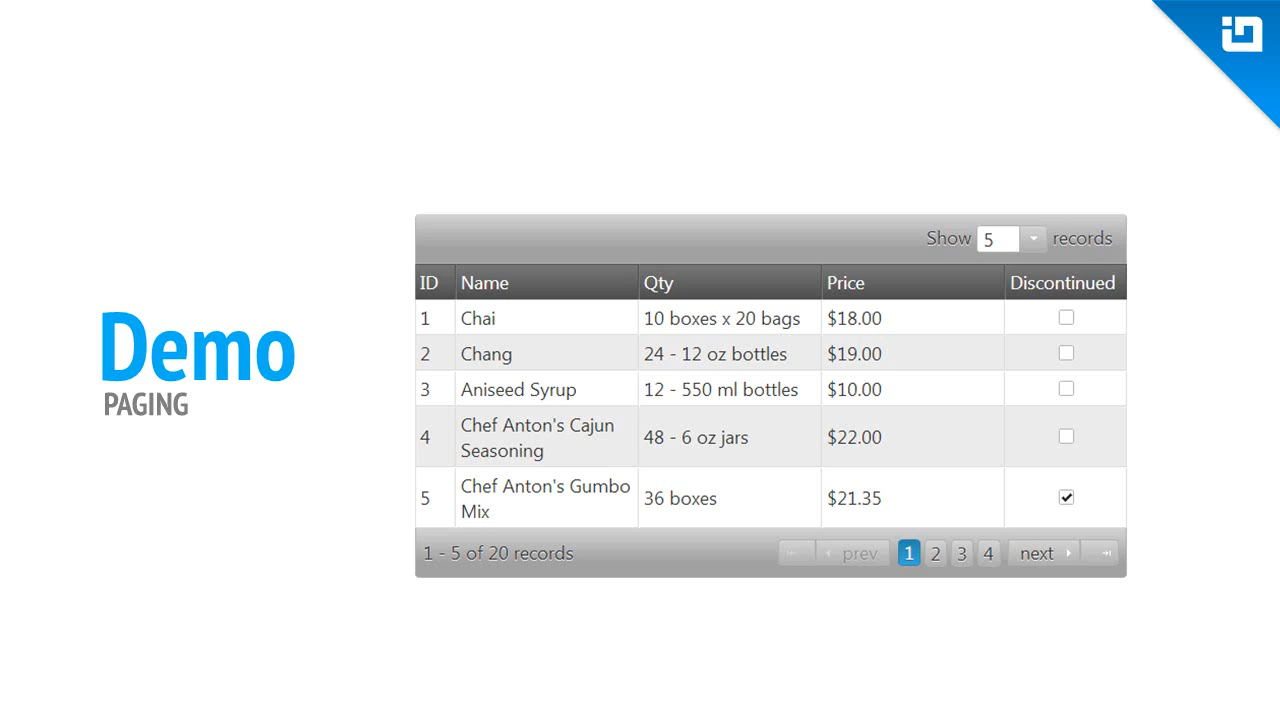 Demo
PAGING
Show 5 records
ID Name Qty Price Discontinued
1 Chai 10 boxes x 20 bags $18.00
2 Chang 24 - 12 oz bottles $19.00
3 Aniseed Syrup 12 - 550 ml bottles $10.00
4 Chef Anton's Cajun Seasoning 48 - 6 oz jars $22.00
5 Chef Anton's Gumbo Mix 36 boxes $21.35
1 - 5 of 20 records prev 1 2 3 4 next